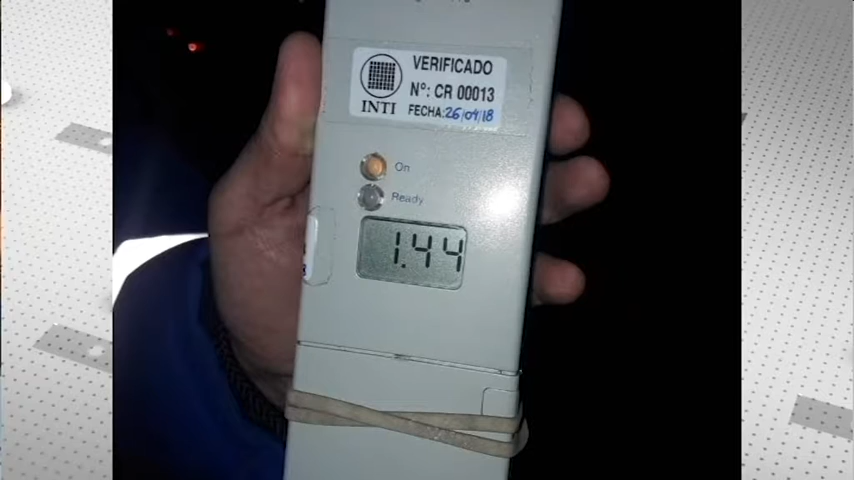 VERIFICADO
Nº: CR 00013
INTI
FECHA: 26/04/18
On
Ready
1.44